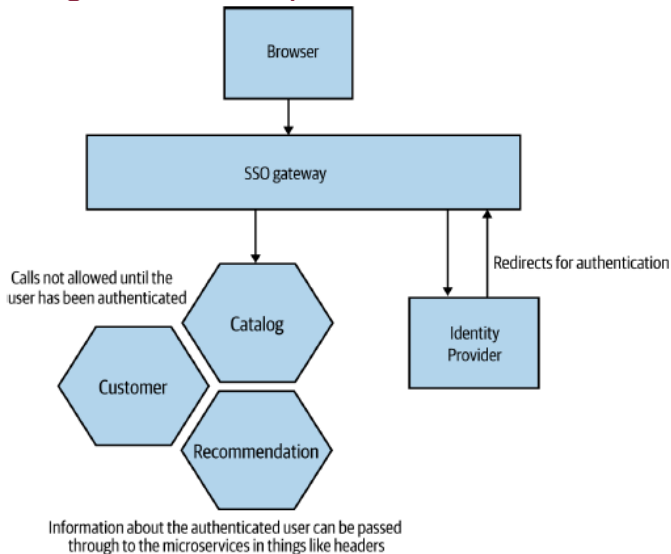 Browser
SSO gateway
Redirects for authentication
Calls not allowed until the
user has been authenticated
Catalog
Identity
Provider
Customer
Recommendation
Information about the authenticated user can be passed
through to the microservices in things like headers